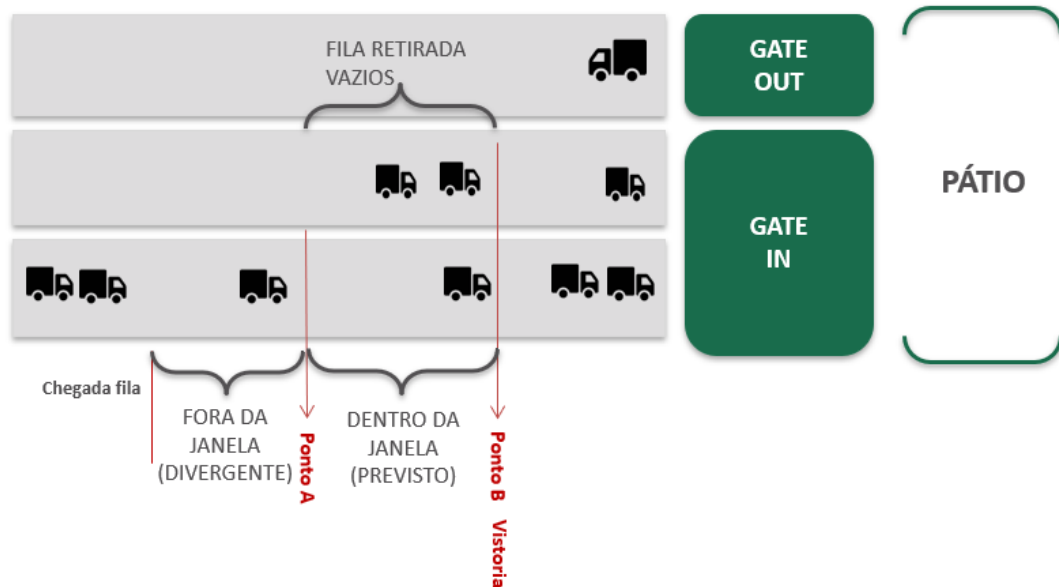 FILA RETIRADA
VAZIOS
GATE
OUT
GATE
IN
PÁTIO
Chegada fila
FORA DA
JANELA
(DIVERGENTE)
Ponto A
DENTRO DA
JANELA
(PREVISTO)
Ponto B Vistoria